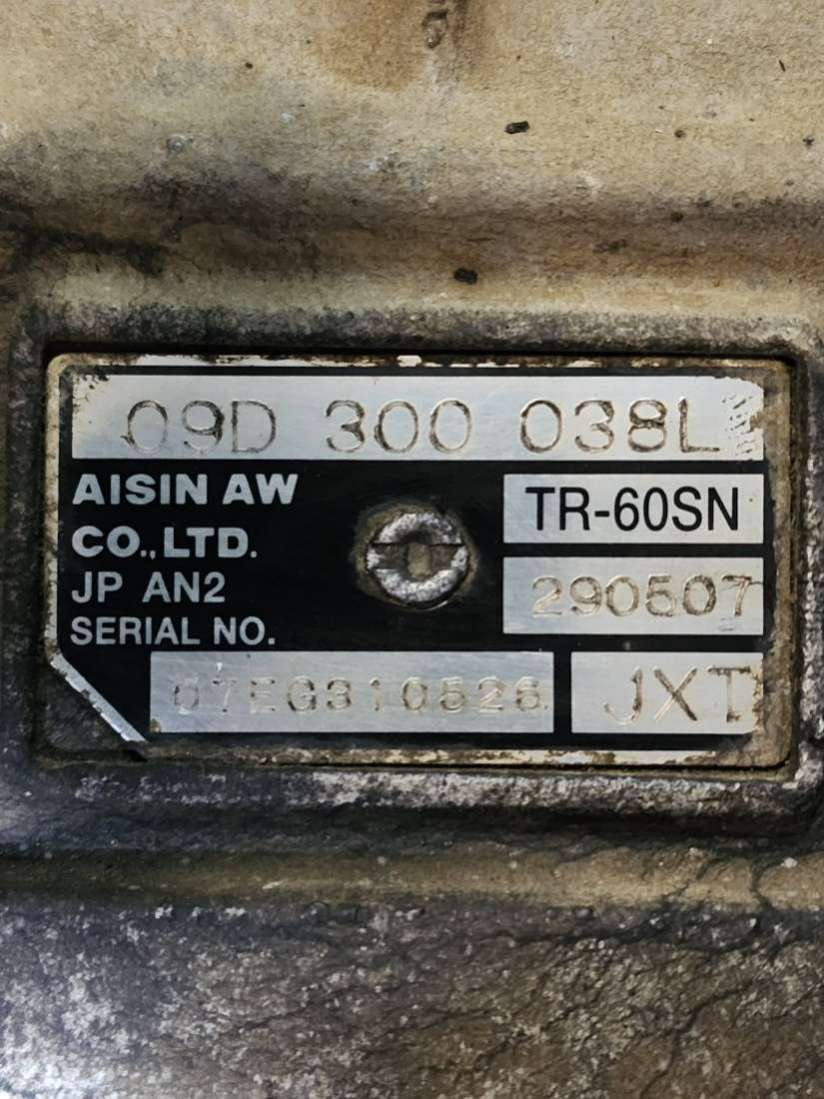 09D 300 038L
AISIN AW
CO.,LTD.
TR-60SN
JP AN2
290507
SERIAL NO.
07EG310526
JXT